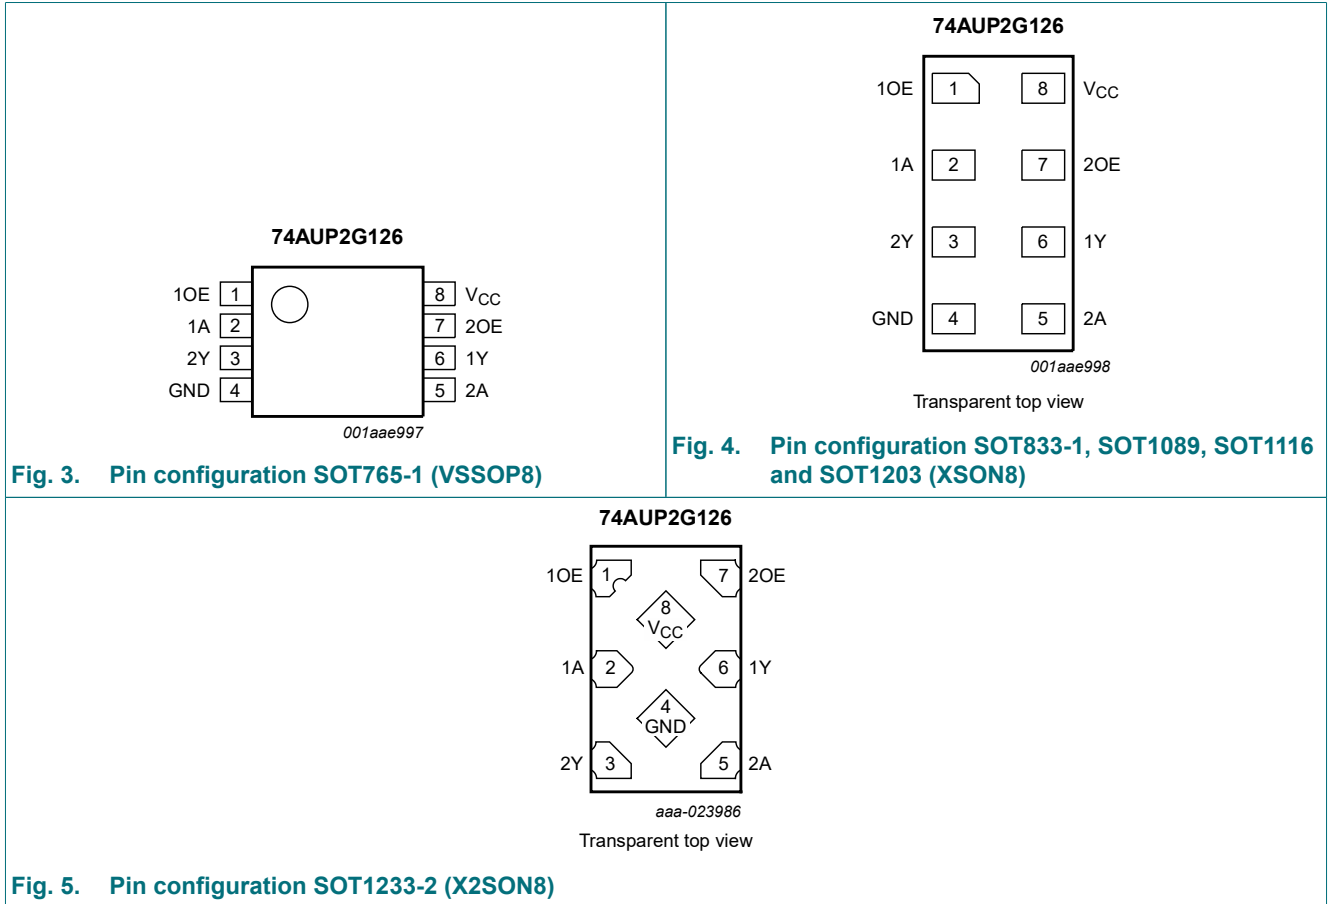 74AUP2G126
1OE 1 8 VCC
1A 2 7 2OE
2Y 3 6 1Y
GND 4 5 2A
001aae997
Fig. 3. Pin configuration SOT765-1 (VSSOP8)
74AUP2G126
1OE 1 8 VCC
1A 2 7 2OE
2Y 3 6 1Y
GND 4 5 2A
001aae998
Transparent top view
Fig. 4. Pin configuration SOT833-1, SOT1089, SOT1116
and SOT1203 (XSON8)
74AUP2G126
1OE 1 7 2OE
8
VCC
1A 2 6 1Y
4
GND
2Y 3 5 2A
aaa-023986
Transparent top view
Fig. 5. Pin configuration SOT1233-2 (X2SON8)